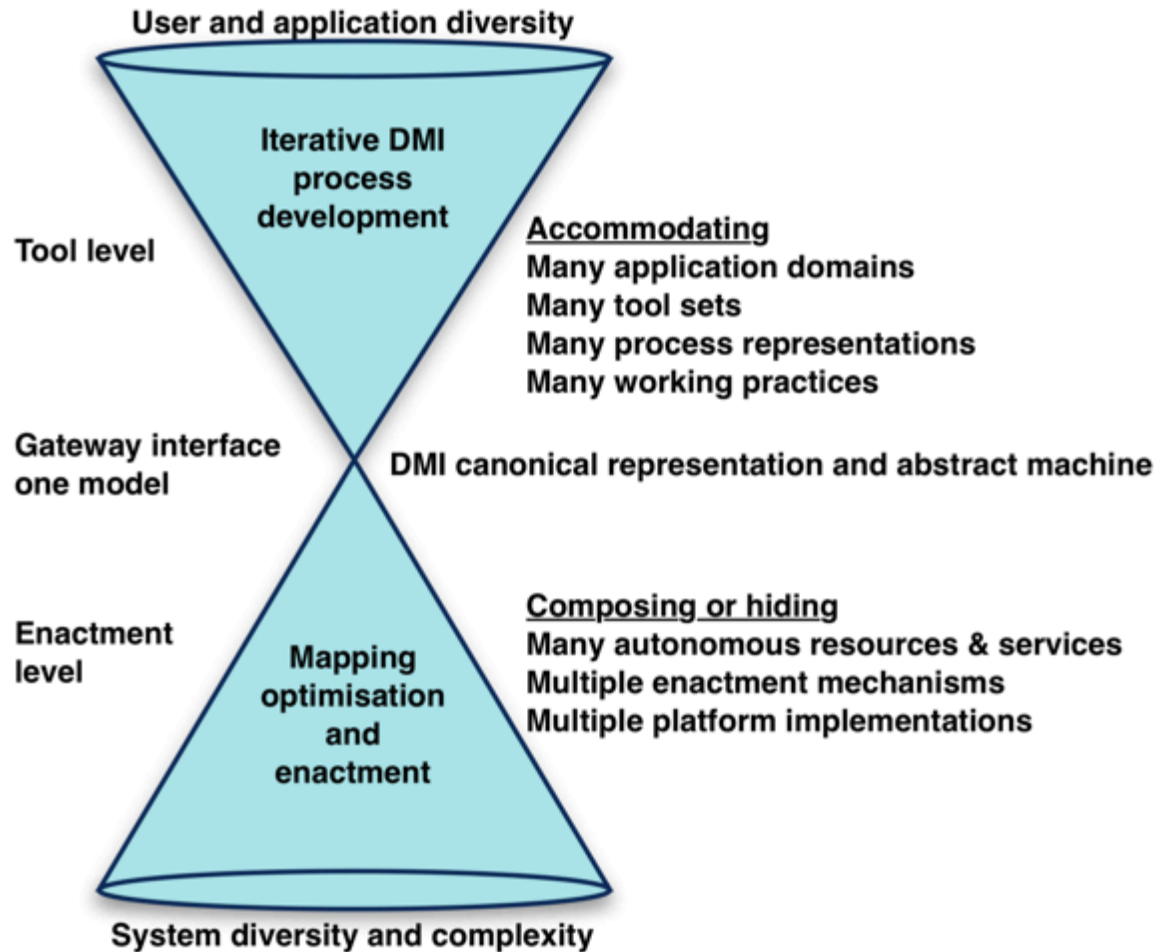 User and application diversity
Iterative DMI
process
development
Tool level
Accommodating
Many application domains
Many tool sets
Many process representations
Many working practices
Gateway interface
one model
DMI canonical representation and abstract machine
Enactment
level
Mapping
optimisation
and
enactment
Composing or hiding
Many autonomous resources & services
Multiple enactment mechanisms
Multiple platform implementations
System diversity and complexity